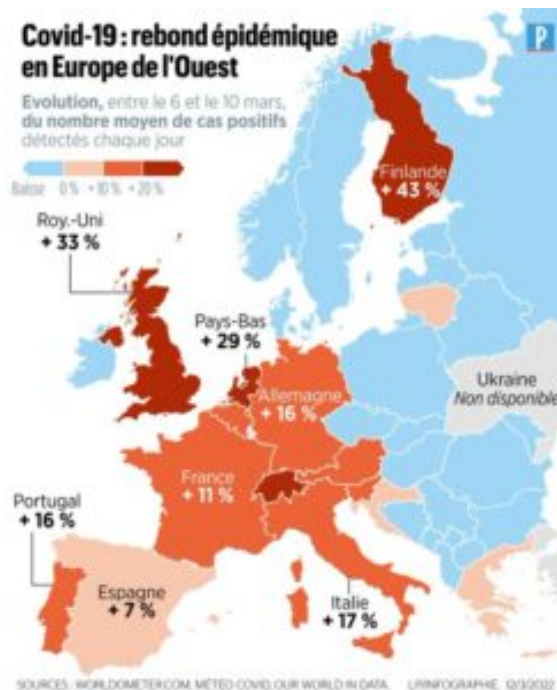 Covid-19 : rebond épidémique
en Europe de l'Ouest
P
Evolution, entre le 6 et le 10 mars,
du nombre moyen de cas positifs
détectés chaque jour
Baisse 0 % +10 % +20 %
Finlande
+ 43 %
Roy.-Uni
+ 33 %
Pays-Bas
+ 29 %
Allemagne
+ 16 %
Ukraine
Non disponible
France
+ 11 %
Portugal
+ 16 %
Espagne
+ 7 %
Italie
+ 17 %
SOURCES : WORLDOMETER.COM, MÉTÉO COVID, OUR WORLD IN DATA. LP/INFOGRAPHIE, 12/3/2022